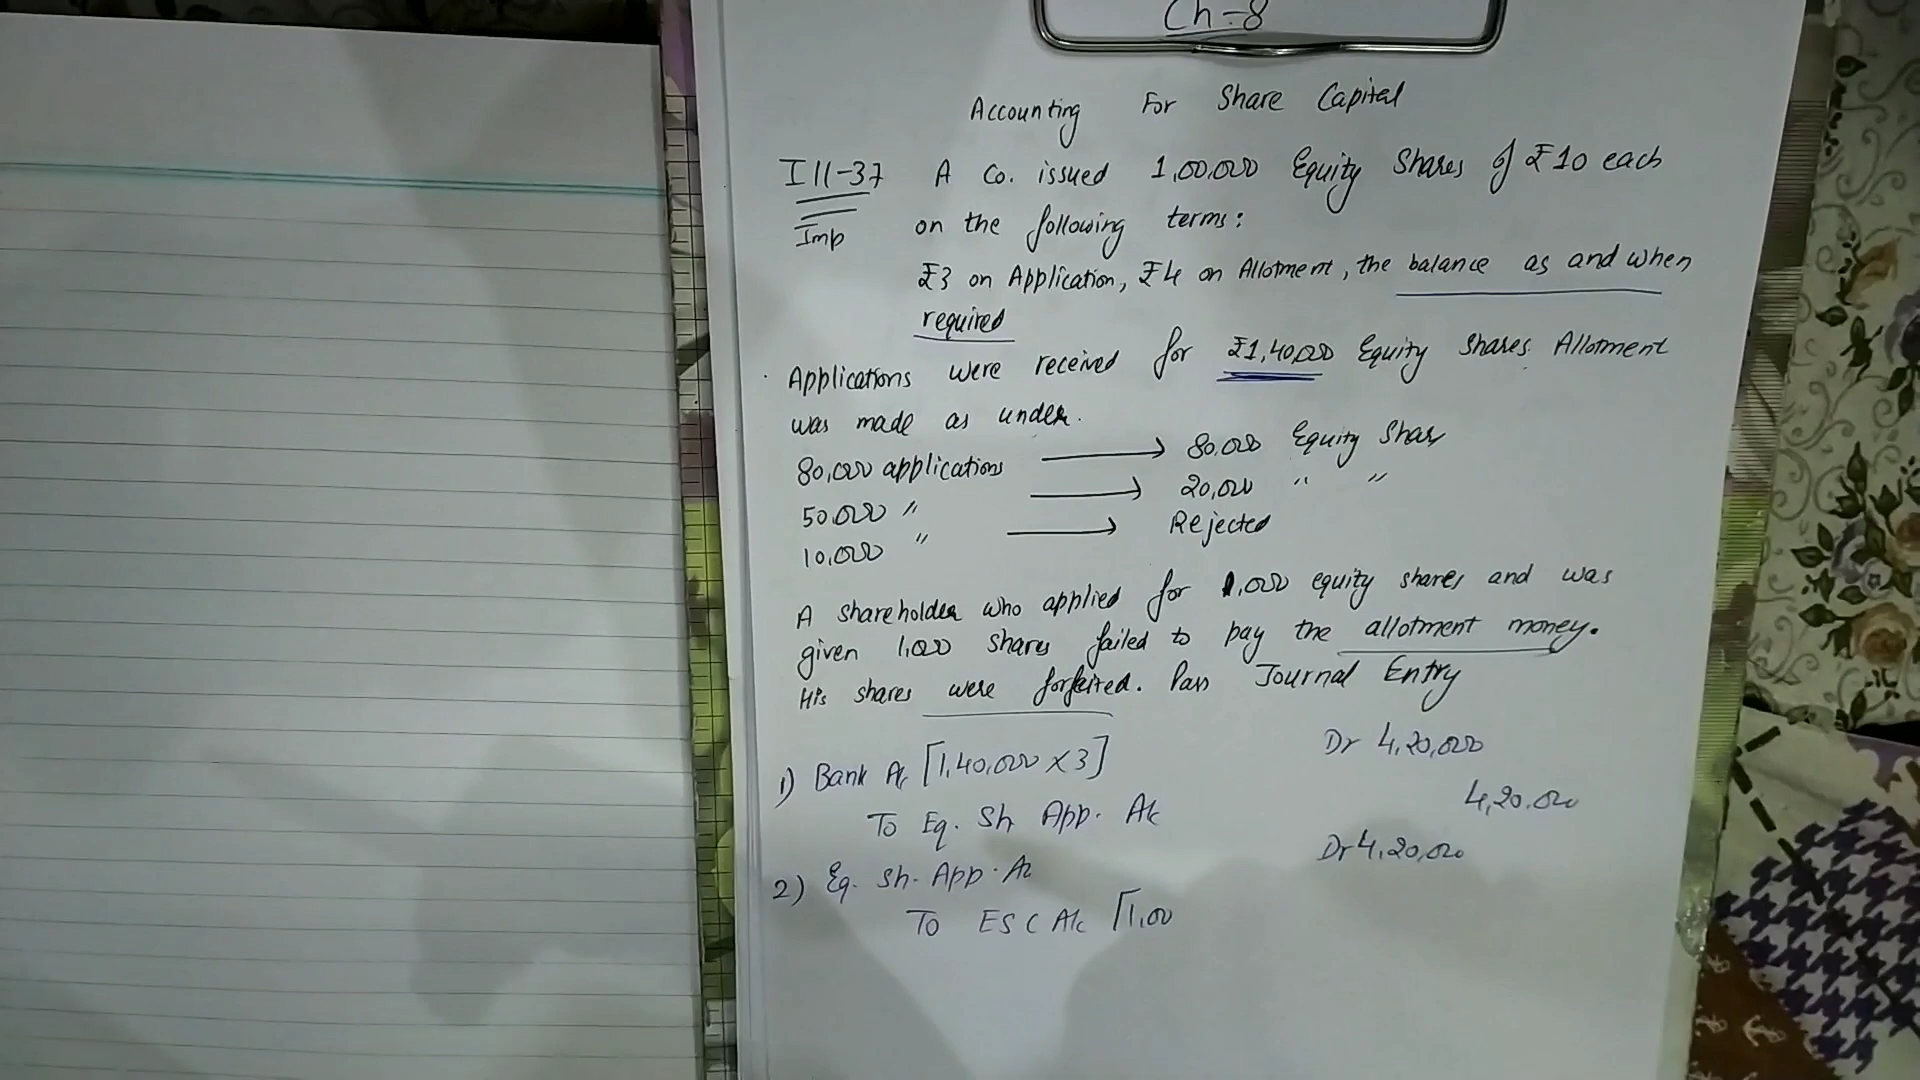 Ch-8
Accounting For Share Capital
Ill-37 A Co. issued 1,00,000 Equity Shares of ₹10 each
Imp on the following terms:
₹3 on Application, ₹4 on Allotment, the balance as and when
required
Applications were received for ₹1,40,000 Equity Shares. Allotment
was made as under.
80,000 applications → 80,000 Equity Shar
50,000 〃 → 20,000 〃 〃
10,000 〃 → Rejected
A shareholder who applied for 1,000 equity shares and was
given 1,000 shares failed to pay the allotment money.
His shares were forfeited. Pass Journal Entry
1) Bank A/c [1,40,000 × 3] Dr 4,20,000
To Eq. Sh App. A/c 4,20,000
2) Eq. Sh. App. A/c Dr 4,20,000
To ESC A/c [1,00